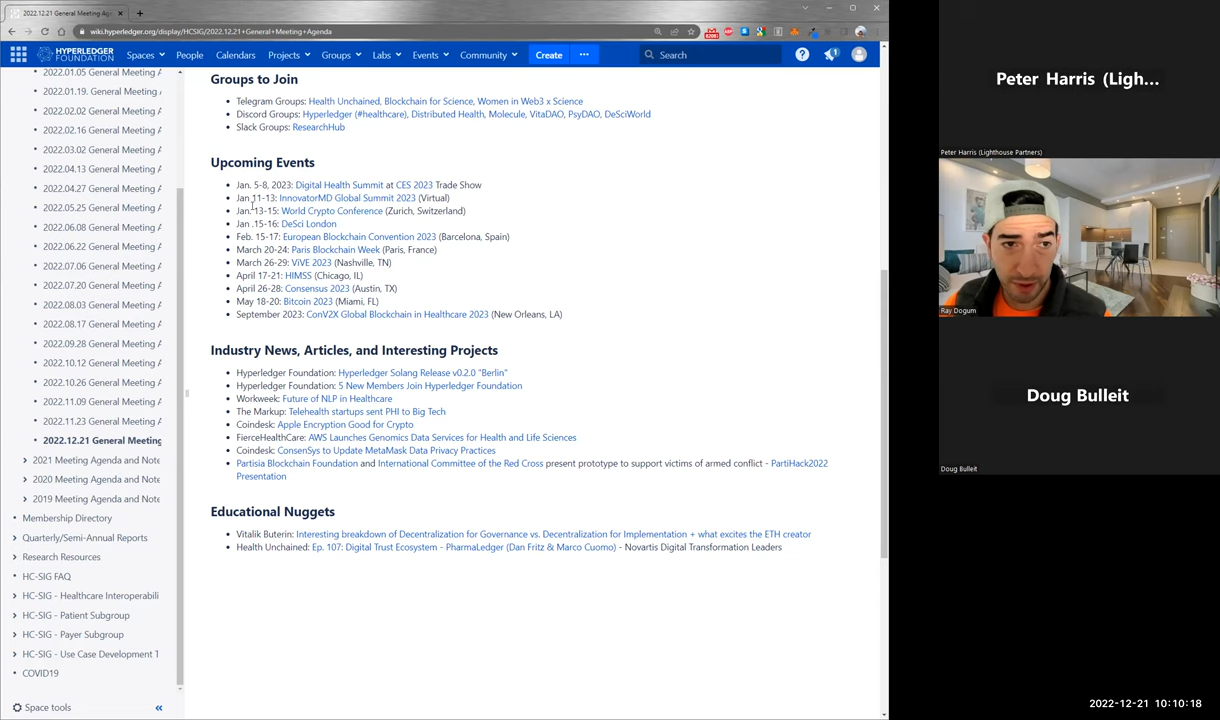 2022.12.21 General Meeting Age
wiki.hyperledger.org/display/HCSIG/2022.12.21+General+Meeting+Agenda
HYPERLEDGER
FOUNDATION
Spaces
People
Calendars
Projects
Groups
Labs
Events
Community
Create
Search
2022.01.05 General Meeting A
2022.01.19. General Meeting A
2022.02.02 General Meeting A
2022.02.16 General Meeting A
2022.03.02 General Meeting A
2022.04.13 General Meeting A
2022.04.27 General Meeting A
2022.05.25 General Meeting A
2022.06.08 General Meeting A
2022.06.22 General Meeting A
2022.07.06 General Meeting A
2022.07.20 General Meeting A
2022.08.03 General Meeting A
2022.08.17 General Meeting A
2022.09.28 General Meeting A
2022.10.12 General Meeting A
2022.10.26 General Meeting A
2022.11.09 General Meeting A
2022.11.23 General Meeting A
2022.12.21 General Meeting
2021 Meeting Agenda and Note
2020 Meeting Agenda and Note
2019 Meeting Agenda and Note
Membership Directory
Quarterly/Semi-Annual Reports
Research Resources
HC-SIG FAQ
HC-SIG - Healthcare Interoperabili
HC-SIG - Patient Subgroup
HC-SIG - Payer Subgroup
HC-SIG - Use Case Development T
COVID19
Space tools
Groups to Join
Telegram Groups: Health Unchained, Blockchain for Science, Women in Web3 x Science
Discord Groups: Hyperledger (#healthcare), Distributed Health, Molecule, VitaDAO, PsyDAO, DeSciWorld
Slack Groups: ResearchHub
Upcoming Events
Jan. 5-8, 2023: Digital Health Summit at CES 2023 Trade Show
Jan 11-13: InnovatorMD Global Summit 2023 (Virtual)
Jan. 13-15: World Crypto Conference (Zurich, Switzerland)
Jan .15-16: DeSci London
Feb. 15-17: European Blockchain Convention 2023 (Barcelona, Spain)
March 20-24: Paris Blockchain Week (Paris, France)
March 26-29: ViVE 2023 (Nashville, TN)
April 17-21: HIMSS (Chicago, IL)
April 26-28: Consensus 2023 (Austin, TX)
May 18-20: Bitcoin 2023 (Miami, FL)
September 2023: ConV2X Global Blockchain in Healthcare 2023 (New Orleans, LA)
Industry News, Articles, and Interesting Projects
Hyperledger Foundation: Hyperledger Solang Release v0.2.0 "Berlin"
Hyperledger Foundation: 5 New Members Join Hyperledger Foundation
Workweek: Future of NLP in Healthcare
The Markup: Telehealth startups sent PHI to Big Tech
Coindesk: Apple Encryption Good for Crypto
FierceHealthCare: AWS Launches Genomics Data Services for Health and Life Sciences
Coindesk: ConsenSys to Update MetaMask Data Privacy Practices
Partisia Blockchain Foundation and International Committee of the Red Cross present prototype to support victims of armed conflict - PartiHack2022
Presentation
Educational Nuggets
Vitalik Buterin: Interesting breakdown of Decentralization for Governance vs. Decentralization for Implementation + what excites the ETH creator
Health Unchained: Ep. 107: Digital Trust Ecosystem - PharmaLedger (Dan Fritz & Marco Cuomo) - Novartis Digital Transformation Leaders
Peter Harris (Ligh...
Peter Harris (Lighthouse Partners)
Ray Dogum
Doug Bulleit
Doug Bulleit
2022-12-21 10:10:18